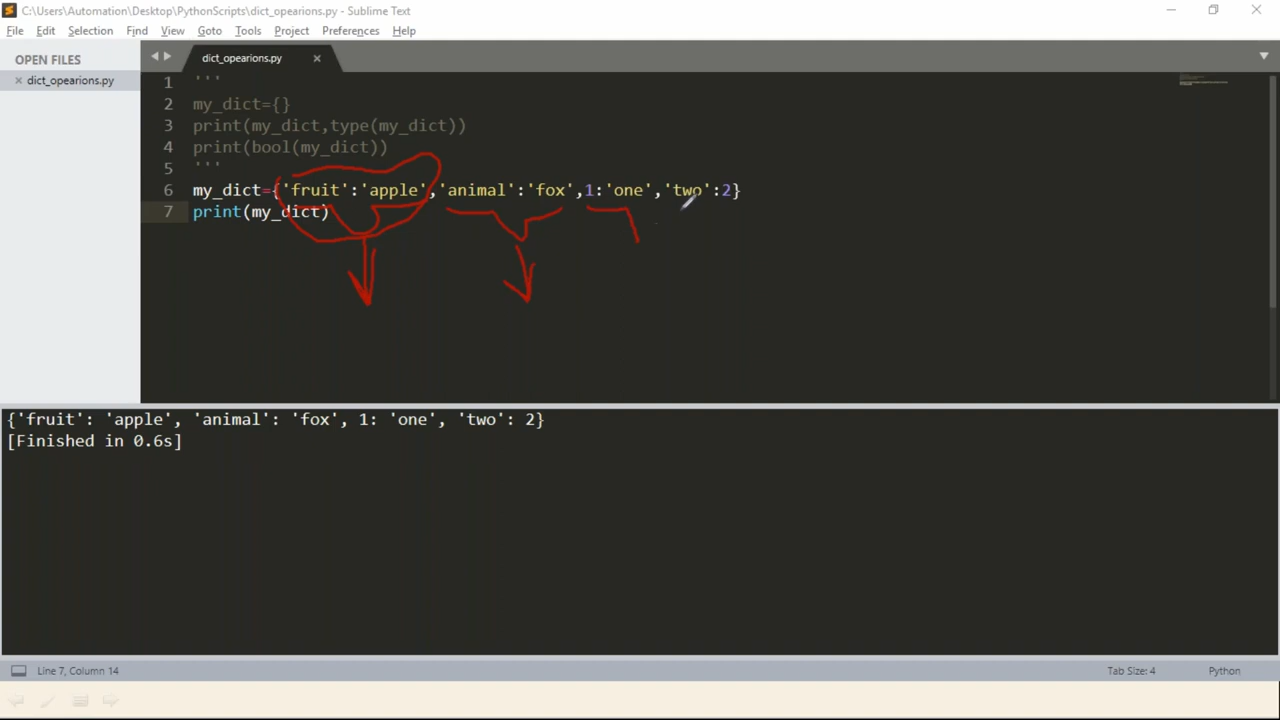 C:\Users\Automation\Desktop\PythonScripts\dict_opearions.py - Sublime Text
File Edit Selection Find View Goto Tools Project Preferences Help
OPEN FILES
dict_opearions.py
dict_opearions.py
1 '''
2 my_dict={}
3 print(my_dict,type(my_dict))
4 print(bool(my_dict))
5 '''
6 my_dict={'fruit':'apple','animal':'fox',1:'one','two':2}
7 print(my_dict)
{'fruit': 'apple', 'animal': 'fox', 1: 'one', 'two': 2}
[Finished in 0.6s]
Line 7, Column 14
Tab Size: 4
Python